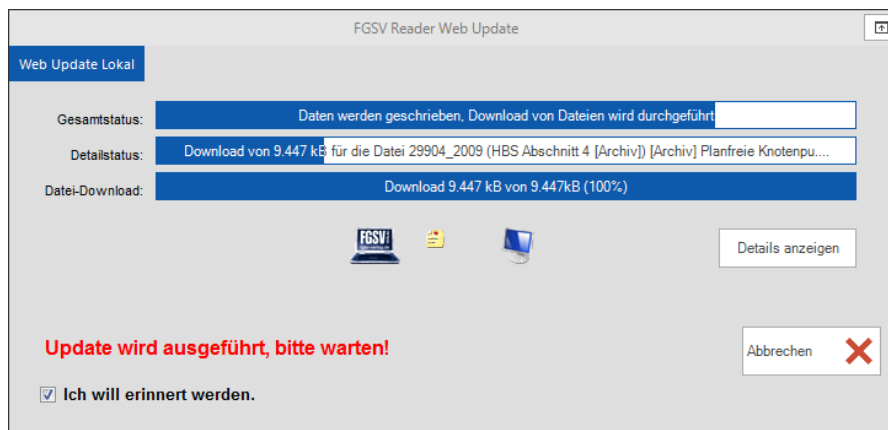 FGSV Reader Web Update
Web Update Lokal
Gesamtstatus: Daten werden geschrieben, Download von Dateien wird durchgeführt
Detailstatus: Download von 9.447 kB für die Datei 29904_2009 (HBS Abschnitt 4 [Archiv]) [Archiv] Planfreie Knotenpu....
Datei-Download: Download 9.447 kB von 9.447kB (100%)
FGSV
Details anzeigen
Update wird ausgeführt, bitte warten!
Abbrechen
Ich will erinnert werden.